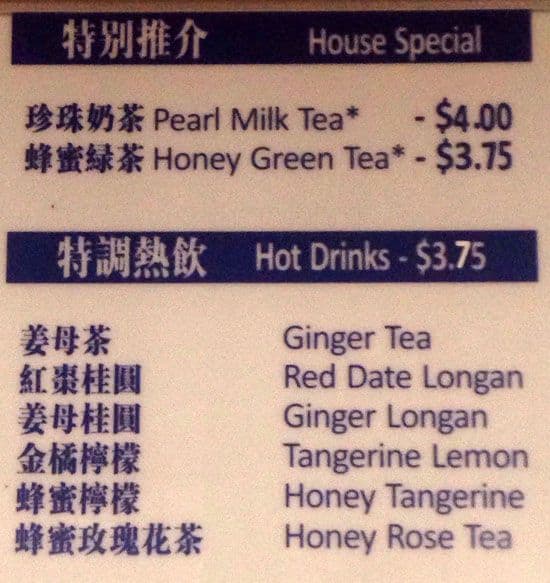 特別推介 House Special
珍珠奶茶 Pearl Milk Tea* - $4.00
蜂蜜緑茶 Honey Green Tea* - $3.75
特調熱飲 Hot Drinks - $3.75
姜母茶 Ginger Tea
紅棗桂圓 Red Date Longan
姜母桂圓 Ginger Longan
金橘檸檬 Tangerine Lemon
蜂蜜檸檬 Honey Tangerine
蜂蜜玫瑰花茶 Honey Rose Tea